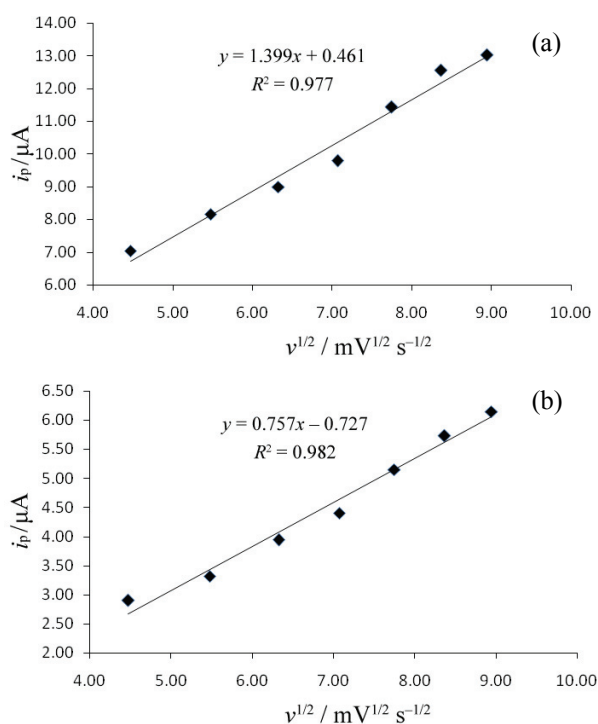 14.00
(a)
13.00
y = 1.399x + 0.461
12.00
R² = 0.977
11.00
10.00
9.00
8.00
7.00
6.00
i_p/μA
4.00 5.00 6.00 7.00 8.00 9.00 10.00
v^{1/2} / mV^{1/2} s^{−1/2}
6.50
(b)
6.00
y = 0.757x – 0.727
5.50
R² = 0.982
5.00
4.50
4.00
3.50
3.00
2.50
2.00
i_p/μA
4.00 5.00 6.00 7.00 8.00 9.00 10.00
v^{1/2} / mV^{1/2} s^{−1/2}